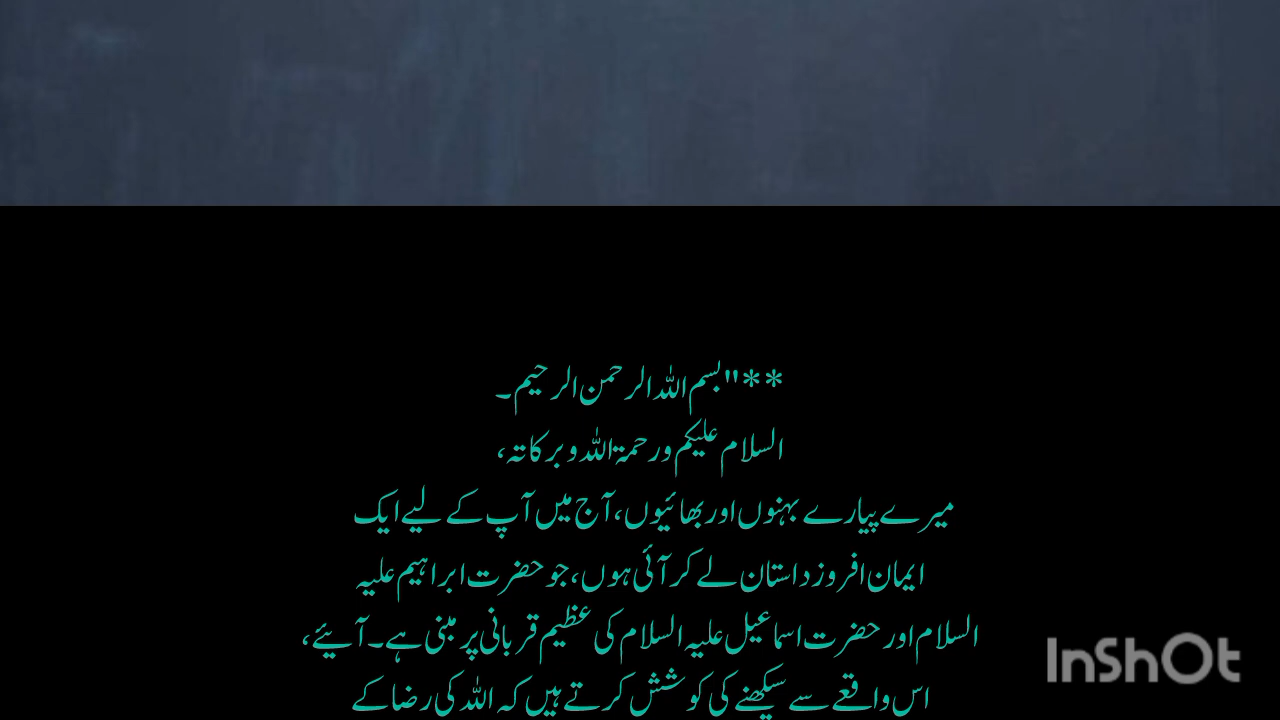 **"بسم اللہ الرحمن الرحیم۔
السلام علیکم ورحمۃ اللہ وبرکاتہ،
میرے پیارے بہنوں اور بھائیوں، آج میں آپ کے لیے ایک
ایمان افروز داستان لے کر آئی ہوں، جو حضرت ابراہیم علیہ
السلام اور حضرت اسماعیل علیہ السلام کی عظیم قربانی پر مبنی ہے۔ آئیے،
اس واقعے سے سیکھنے کی کوشش کرتے ہیں کہ اللہ کی رضا کے
InShOt